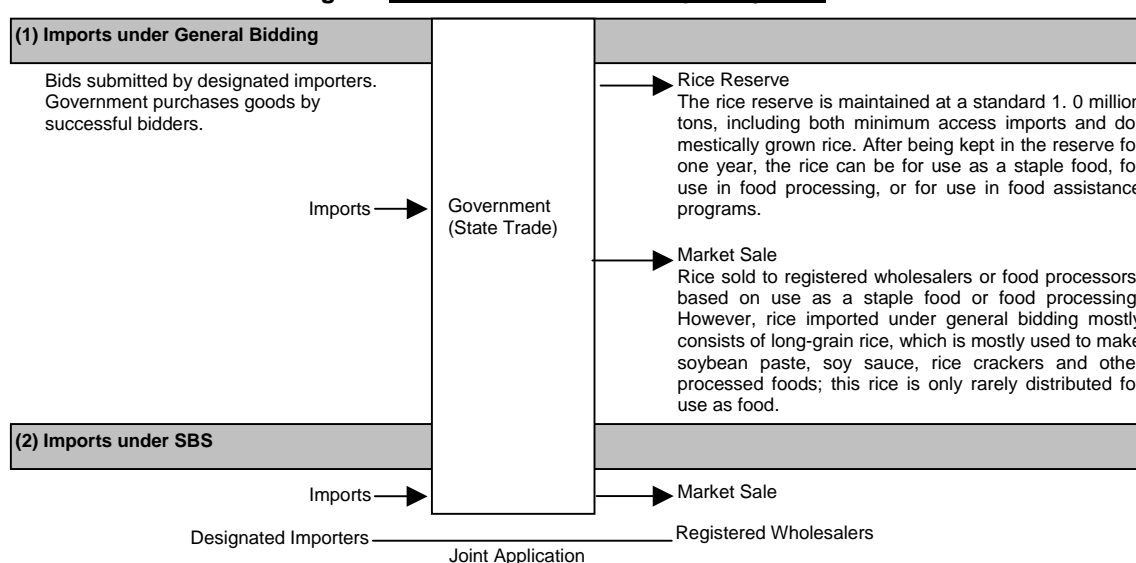 (1) Imports under General Bidding
Bids submitted by designated importers.
Government purchases goods by
successful bidders.
Imports
Government
(State Trade)
Rice Reserve
The rice reserve is maintained at a standard 1. 0 million
tons, including both minimum access imports and do
mestically grown rice. After being kept in the reserve fo
one year, the rice can be for use as a staple food, fo
use in food processing, or for use in food assistance
programs.
Market Sale
Rice sold to registered wholesalers or food processors
based on use as a staple food or food processing
However, rice imported under general bidding mostly
consists of long-grain rice, which is mostly used to make
soybean paste, soy sauce, rice crackers and othe
processed foods; this rice is only rarely distributed fo
use as food.
(2) Imports under SBS
Imports
Market Sale
Designated Importers
Registered Wholesalers
Joint Application